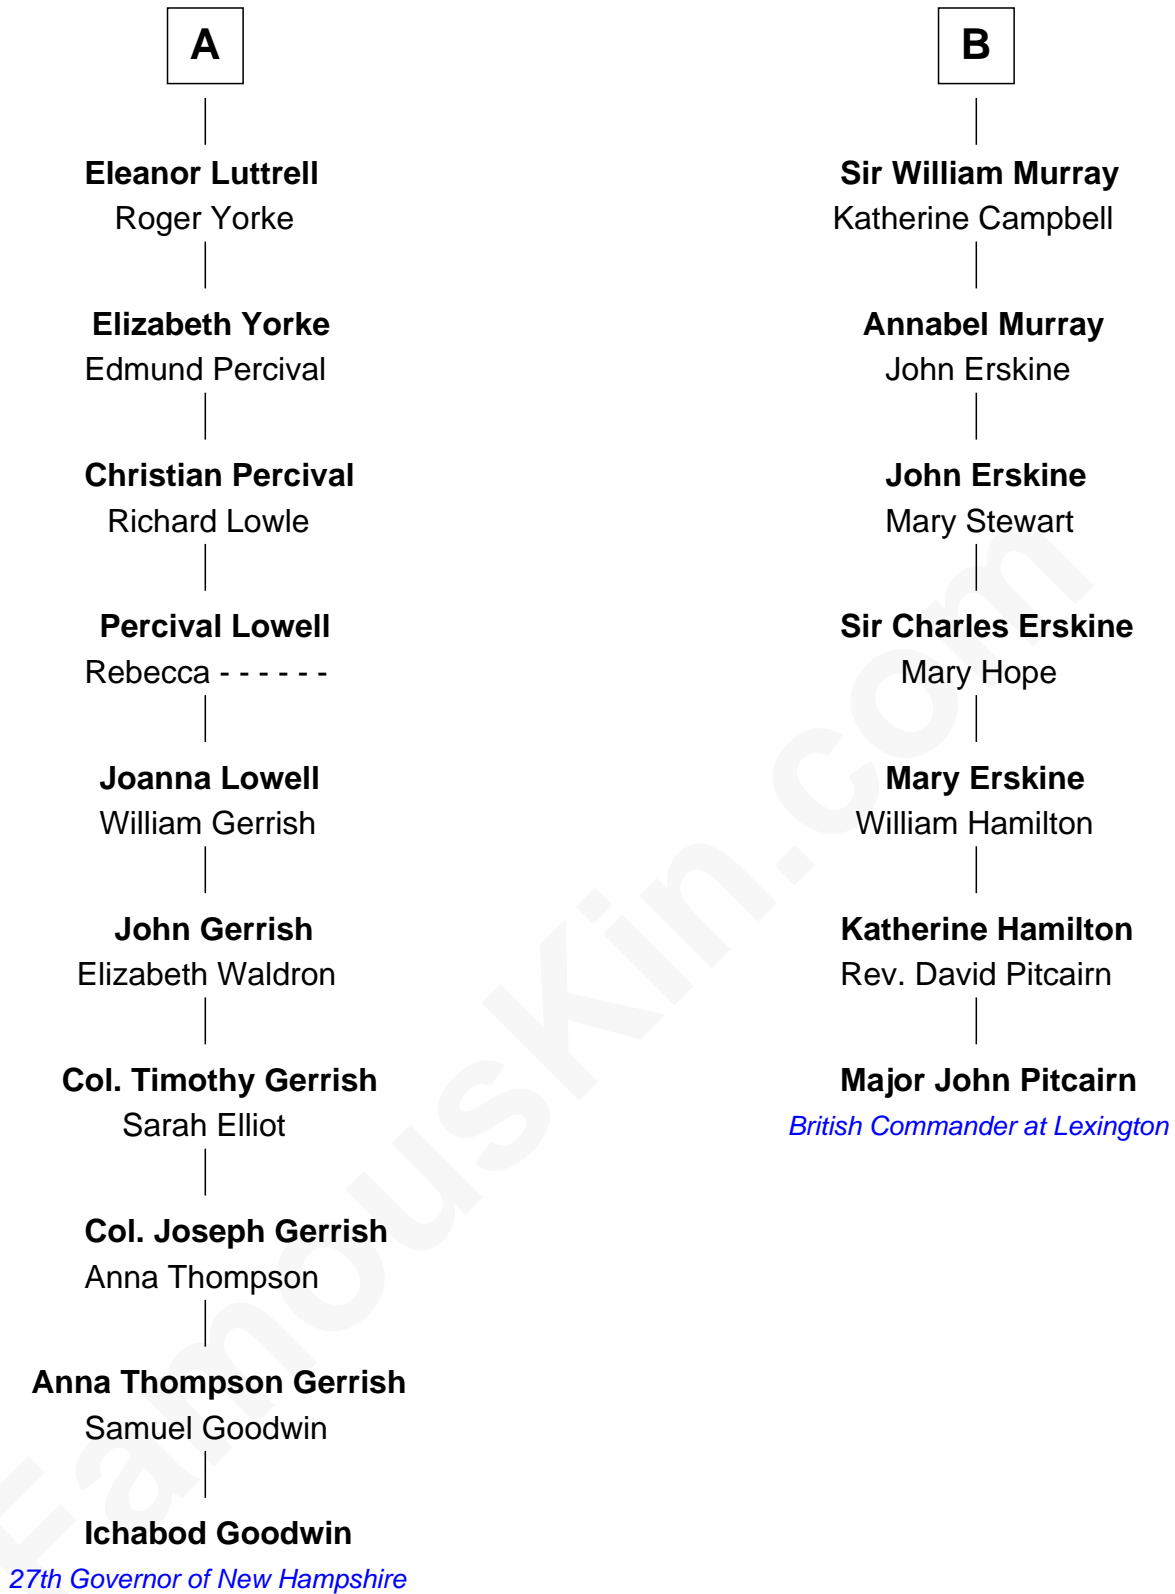 A
Eleanor Luttrell
Roger Yorke
Elizabeth Yorke
Edmund Percival
Christian Percival
Richard Lowle
Percival Lowell
Rebecca - - - - - -
Joanna Lowell
William Gerrish
John Gerrish
Elizabeth Waldron
Col. Timothy Gerrish
Sarah Elliot
Col. Joseph Gerrish
Anna Thompson
Anna Thompson Gerrish
Samuel Goodwin
Ichabod Goodwin
27th Governor of New Hampshire
B
Sir William Murray
Katherine Campbell
Annabel Murray
John Erskine
John Erskine
Mary Stewart
Sir Charles Erskine
Mary Hope
Mary Erskine
William Hamilton
Katherine Hamilton
Rev. David Pitcairn
Major John Pitcairn
British Commander at Lexington
FamousKin.com